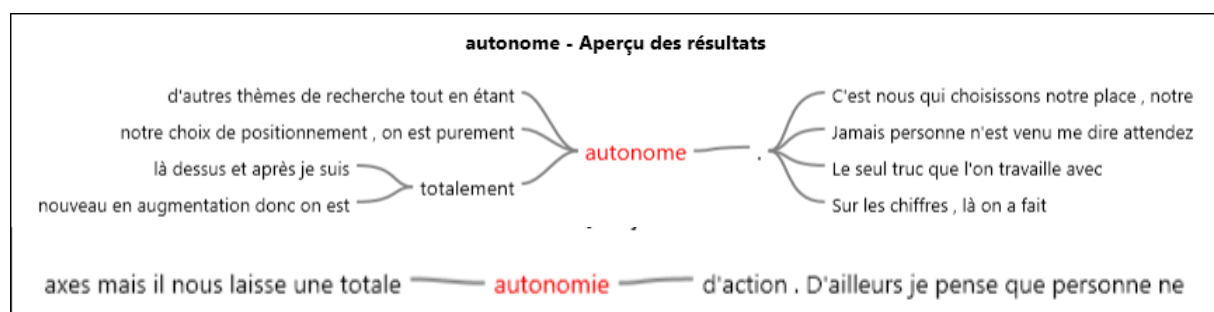 autonome - Aperçu des résultats
d'autres thèmes de recherche tout en étant
notre choix de positionnement , on est purement
là dessus et après je suis
nouveau en augmentation donc on est
totalement
autonome
.
C'est nous qui choisissons notre place , notre
Jamais personne n'est venu me dire attendez
Le seul truc que l'on travaille avec
Sur les chiffres , là on a fait
axes mais il nous laisse une totale autonomie d'action . D'ailleurs je pense que personne ne